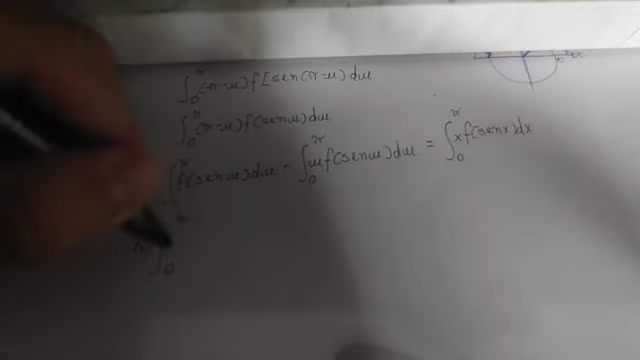 ∫₀^π (π-u) f[sen(π-u)] du
∫₀^π (π-u) f(sen u) du
∫ f(sen u) du - ∫₀^π u f(sen u) du = ∫₀^π x f(sen x) dx
π ∫₀